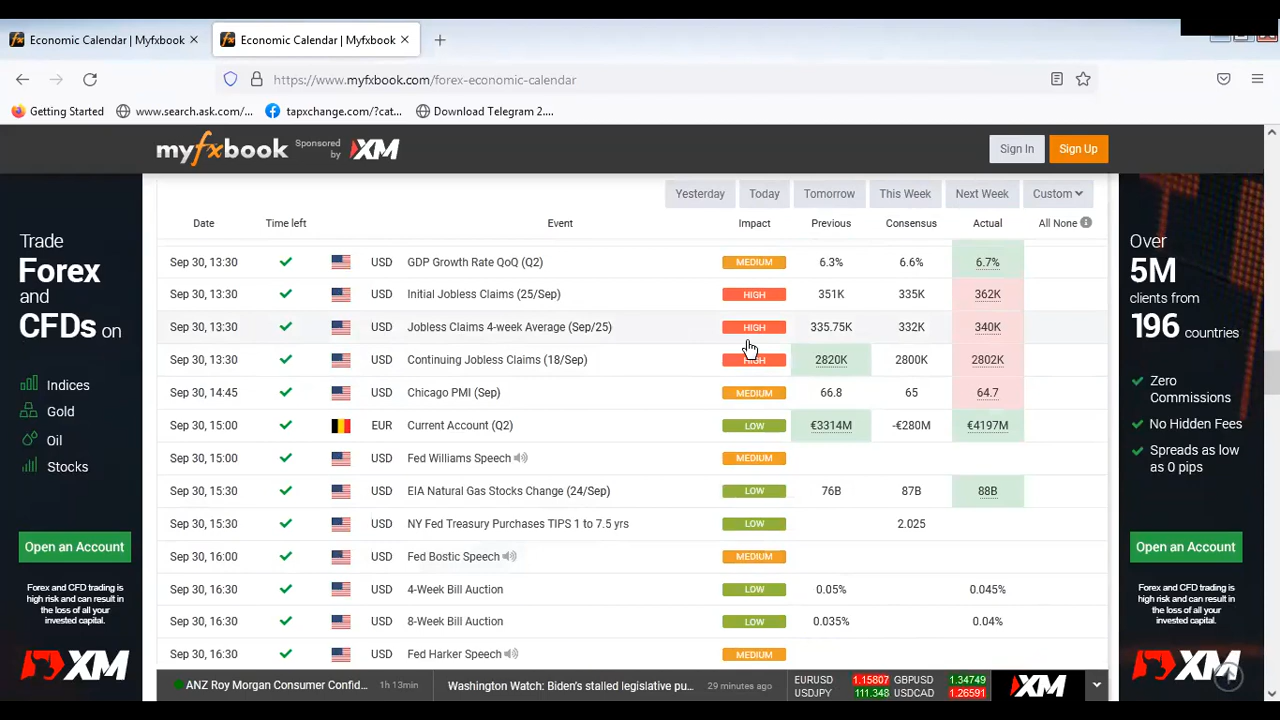 Economic Calendar | Myfxbook
Economic Calendar | Myfxbook
https://www.myfxbook.com/forex-economic-calendar
Getting Started
www.search.ask.com/...
tapxchange.com/?cat...
Download Telegram 2....
myfxbook
Sponsored
by
XM
Sign In
Sign Up
Yesterday
Today
Tomorrow
This Week
Next Week
Custom
Date Time left Event Impact Previous Consensus Actual All None
Sep 30, 13:30 USD GDP Growth Rate QoQ (Q2) MEDIUM 6.3% 6.6% 6.7%
Sep 30, 13:30 USD Initial Jobless Claims (25/Sep) HIGH 351K 335K 362K
Sep 30, 13:30 USD Jobless Claims 4-week Average (Sep/25) HIGH 335.75K 332K 340K
Sep 30, 13:30 USD Continuing Jobless Claims (18/Sep) HIGH 2820K 2800K 2802K
Sep 30, 14:45 USD Chicago PMI (Sep) MEDIUM 66.8 65 64.7
Sep 30, 15:00 EUR Current Account (Q2) LOW €3314M -€280M €4197M
Sep 30, 15:00 USD Fed Williams Speech MEDIUM
Sep 30, 15:30 USD EIA Natural Gas Stocks Change (24/Sep) LOW 76B 87B 88B
Sep 30, 15:30 USD NY Fed Treasury Purchases TIPS 1 to 7.5 yrs LOW 2.025
Sep 30, 16:00 USD Fed Bostic Speech MEDIUM
Sep 30, 16:30 USD 4-Week Bill Auction LOW 0.05% 0.045%
Sep 30, 16:30 USD 8-Week Bill Auction LOW 0.035% 0.04%
Sep 30, 16:30 USD Fed Harker Speech MEDIUM
Trade
Forex
and
CFDs on
Indices
Gold
Oil
Stocks
Open an Account
Forex and CFD trading is
high risk and can result in
the loss of all your
invested capital.
XM
Over
5M
clients from
196 countries
Zero
Commissions
No Hidden Fees
Spreads as low
as 0 pips
Open an Account
Forex and CFD trading is
high risk and can result in
the loss of all your
invested capital.
XM
ANZ Roy Morgan Consumer Confid... 1h 13min
Washington Watch: Biden's stalled legislative pu... 29 minutes ago
EURUSD 1.15807 GBPUSD 1.34749
USDJPY 111.348 USDCAD 1.26591
XM